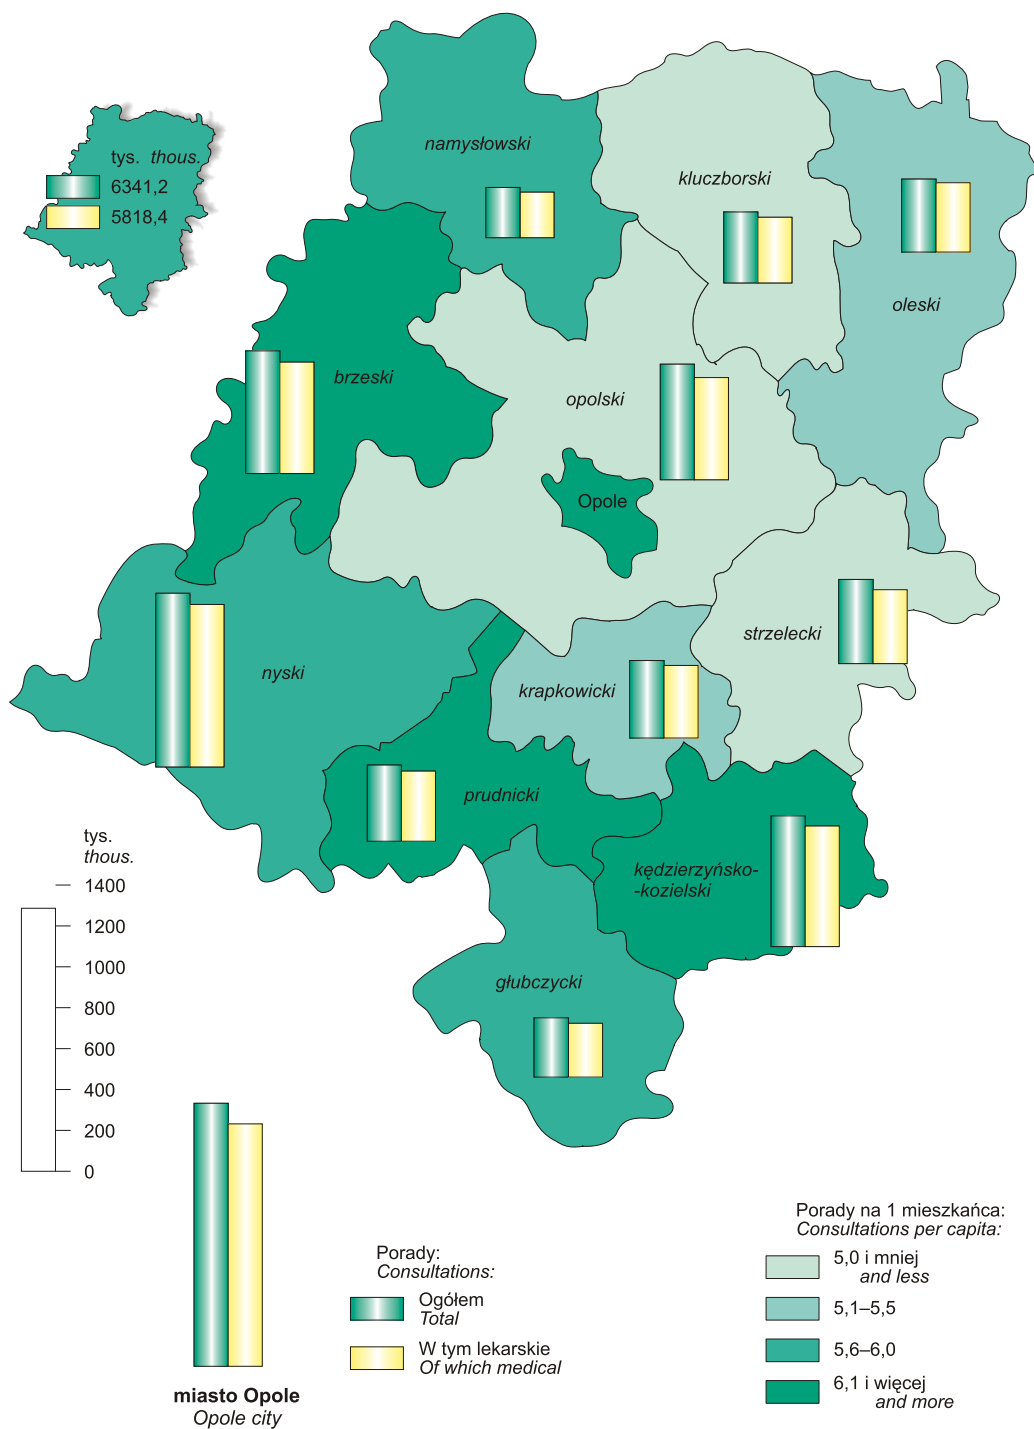 tys. thous.
6341,2
5818,4
namysłowski
kluczborski
oleski
brzeski
opolski
Opole
strzelecki
nyski
krapkowicki
prudnicki
kędzierzyńsko-
-kozielski
głubczycki
tys.
thous.
1400
1200
1000
800
600
400
200
0
miasto Opole
Opole city
Porady:
Consultations:
Ogółem
Total
W tym lekarskie
Of which medical
Porady na 1 mieszkańca:
Consultations per capita:
5,0 i mniej
and less
5,1–5,5
5,6–6,0
6,1 i więcej
and more